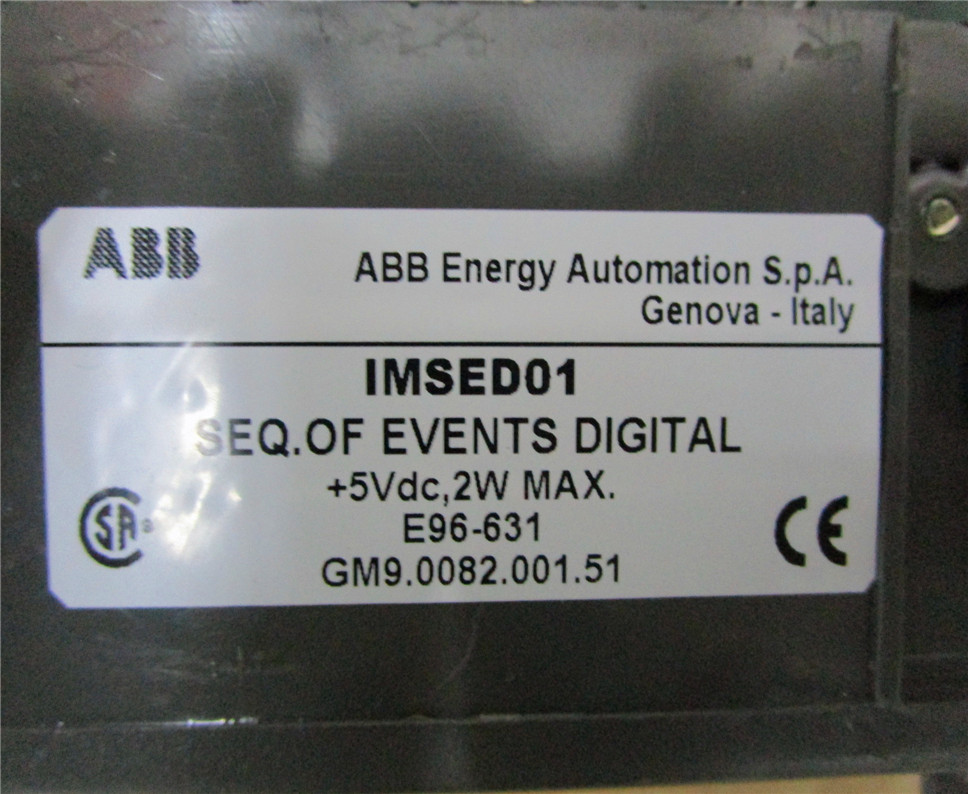 ABB
ABB Energy Automation S.p.A.
Genova - Italy
IMSED01
SEQ.OF EVENTS DIGITAL
+5Vdc,2W MAX.
E96-631
GM9.0082.001.51
SA®
CE